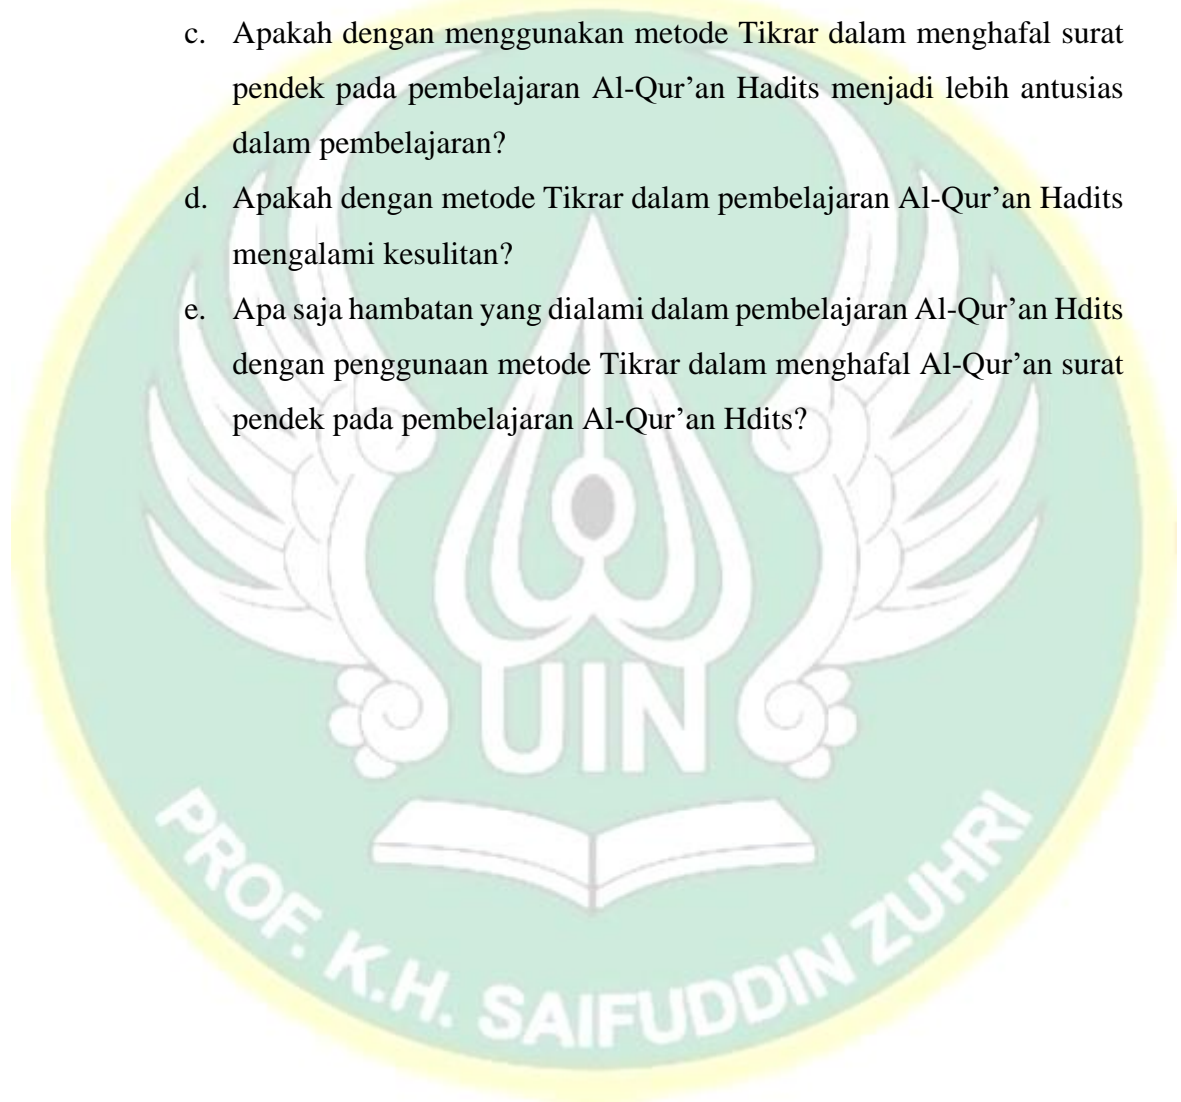 c. Apakah dengan menggunakan metode Tikrar dalam menghafal surat
pendek pada pembelajaran Al-Qur’an Hadits menjadi lebih antusias
dalam pembelajaran?
d. Apakah dengan metode Tikrar dalam pembelajaran Al-Qur’an Hadits
mengalami kesulitan?
e. Apa saja hambatan yang dialami dalam pembelajaran Al-Qur’an Hdits
dengan penggunaan metode Tikrar dalam menghafal Al-Qur’an surat
pendek pada pembelajaran Al-Qur’an Hdits?
UIN
PROF. K.H. SAIFUDDIN ZUHRI